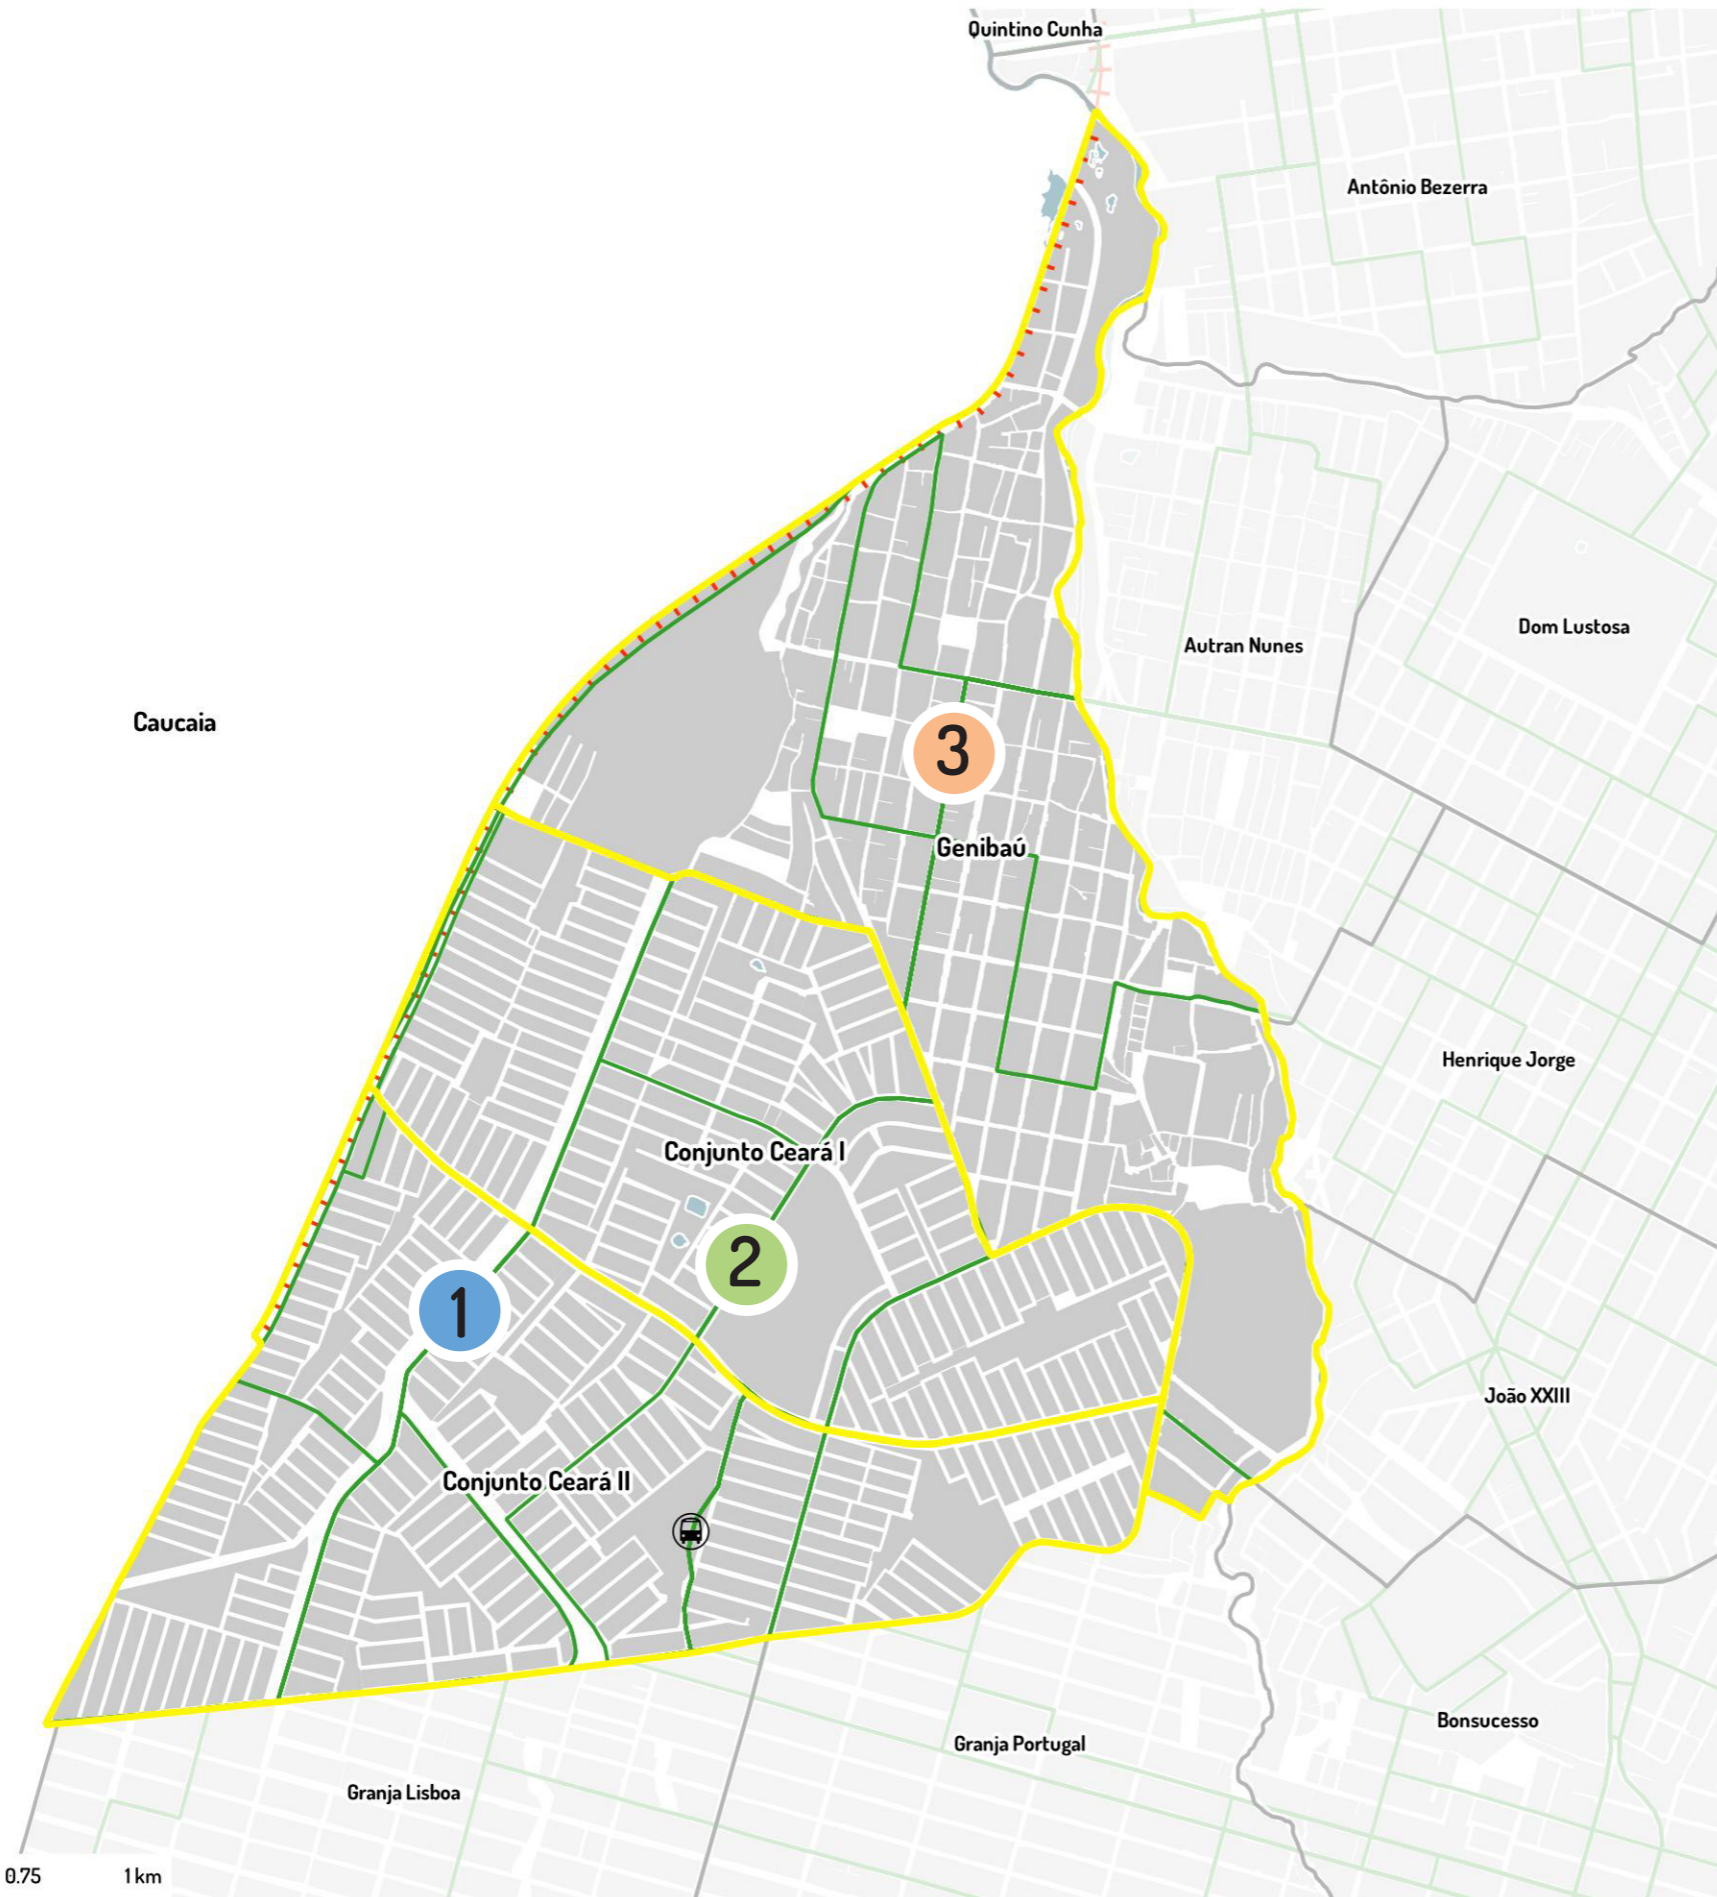 Quintino Cunha
Antônio Bezerra
Dom Lustosa
Autran Nunes
Caucaia
3
Genibaú
Henrique Jorge
Conjunto Ceará I
2
1
João XXIII
Conjunto Ceará II
Bonsucesso
Granja Portugal
Granja Lisboa
0.75 1 km